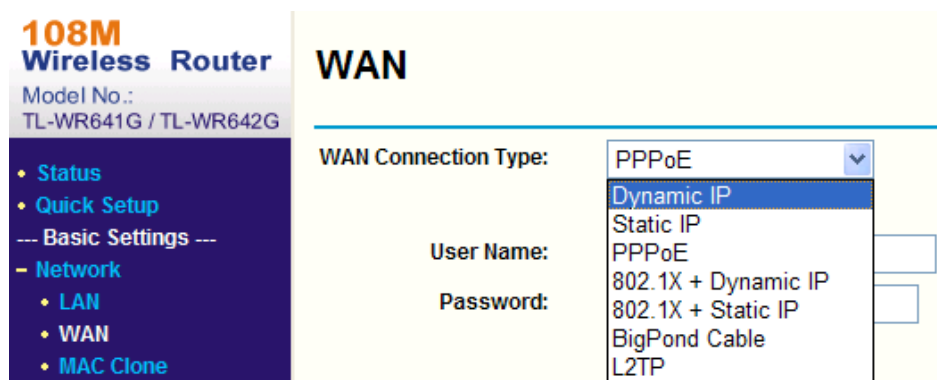 108M
Wireless Router
Model No.:
TL-WR641G / TL-WR642G
• Status
• Quick Setup
--- Basic Settings ---
– Network
• LAN
• WAN
• MAC Clone
WAN
WAN Connection Type:
PPPoE
Dynamic IP
Static IP
PPPoE
802.1X + Dynamic IP
802.1X + Static IP
BigPond Cable
L2TP
User Name:
Password: